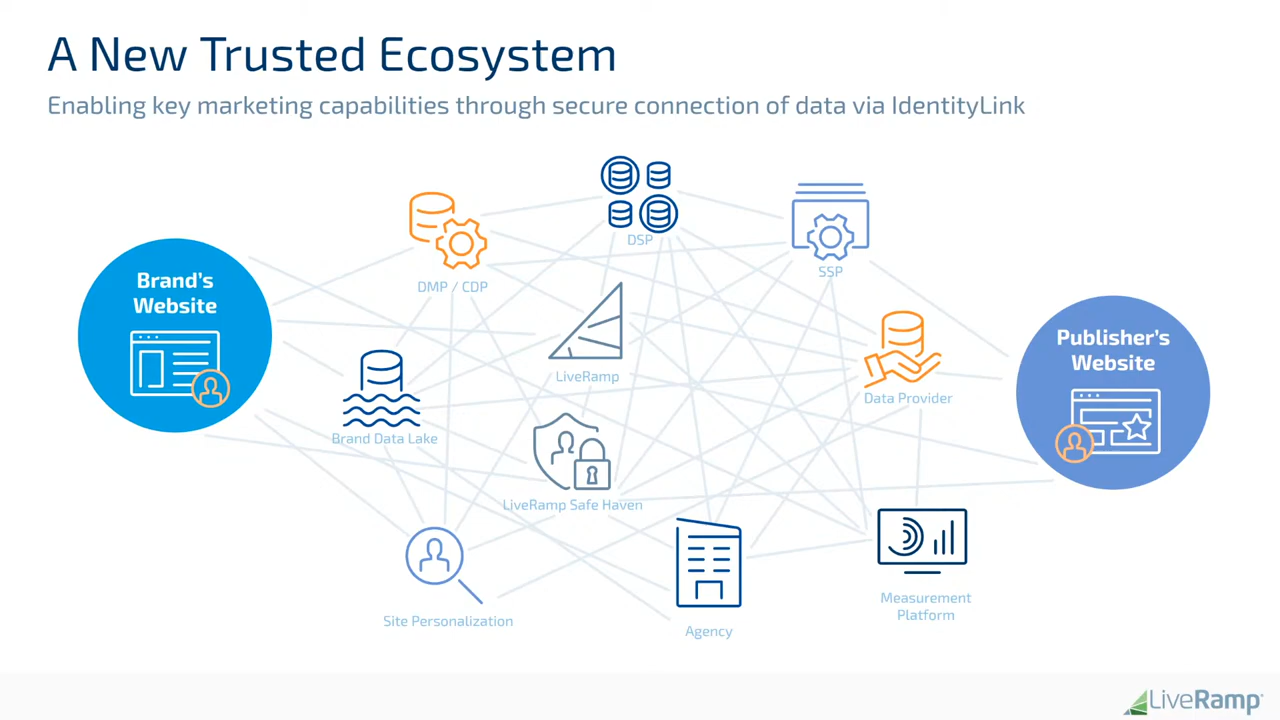 A New Trusted Ecosystem
Enabling key marketing capabilities through secure connection of data via IdentityLink
DSP
SSP
DMP / CDP
Brand's
Website
Publisher's
Website
LiveRamp
Data Provider
Brand Data Lake
LiveRamp Safe Haven
Measurement
Platform
Site Personalization
Agency
LiveRamp